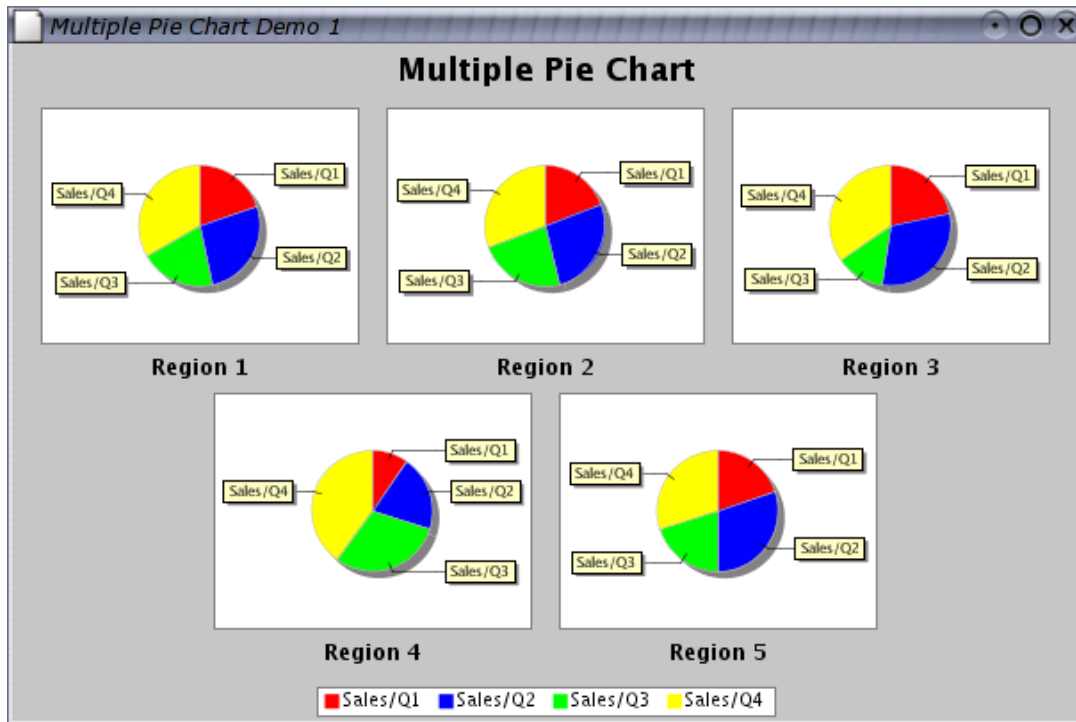 Multiple Pie Chart Demo 1
Multiple Pie Chart
Sales/Q1
Sales/Q4
Sales/Q2
Sales/Q3
Region 1
Sales/Q1
Sales/Q4
Sales/Q2
Sales/Q3
Region 2
Sales/Q1
Sales/Q4
Sales/Q2
Sales/Q3
Region 3
Sales/Q1
Sales/Q4
Sales/Q2
Sales/Q3
Region 4
Sales/Q1
Sales/Q4
Sales/Q2
Sales/Q3
Region 5
Sales/Q1 Sales/Q2 Sales/Q3 Sales/Q4